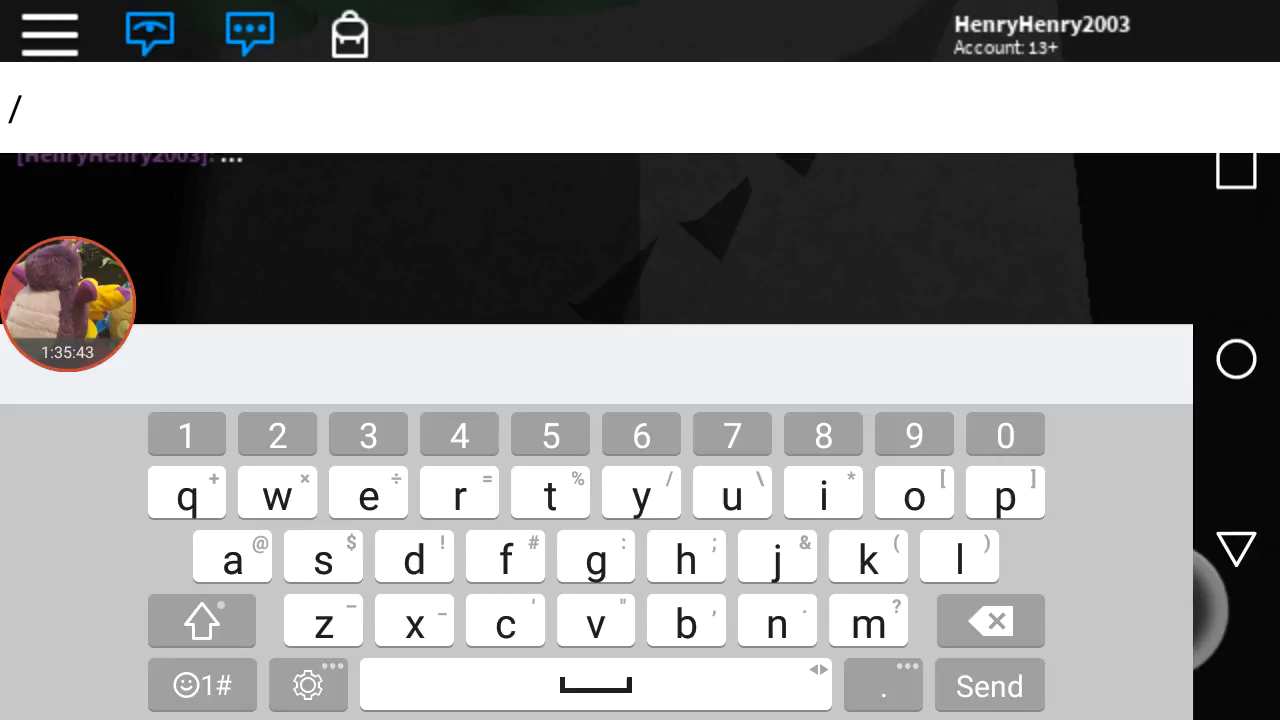 HenryHenry2003
Account: 13+
/
[HenryHenry2003]: ...
1:35:43
1 2 3 4 5 6 7 8 9 0
q + w × e ÷ r = t % y / u \ i * o [ p ]
a @ s $ d ! f # g : h ; j & k ( l )
z – x _ c ' v " b , n . m ?
☺1# ... ... . Send